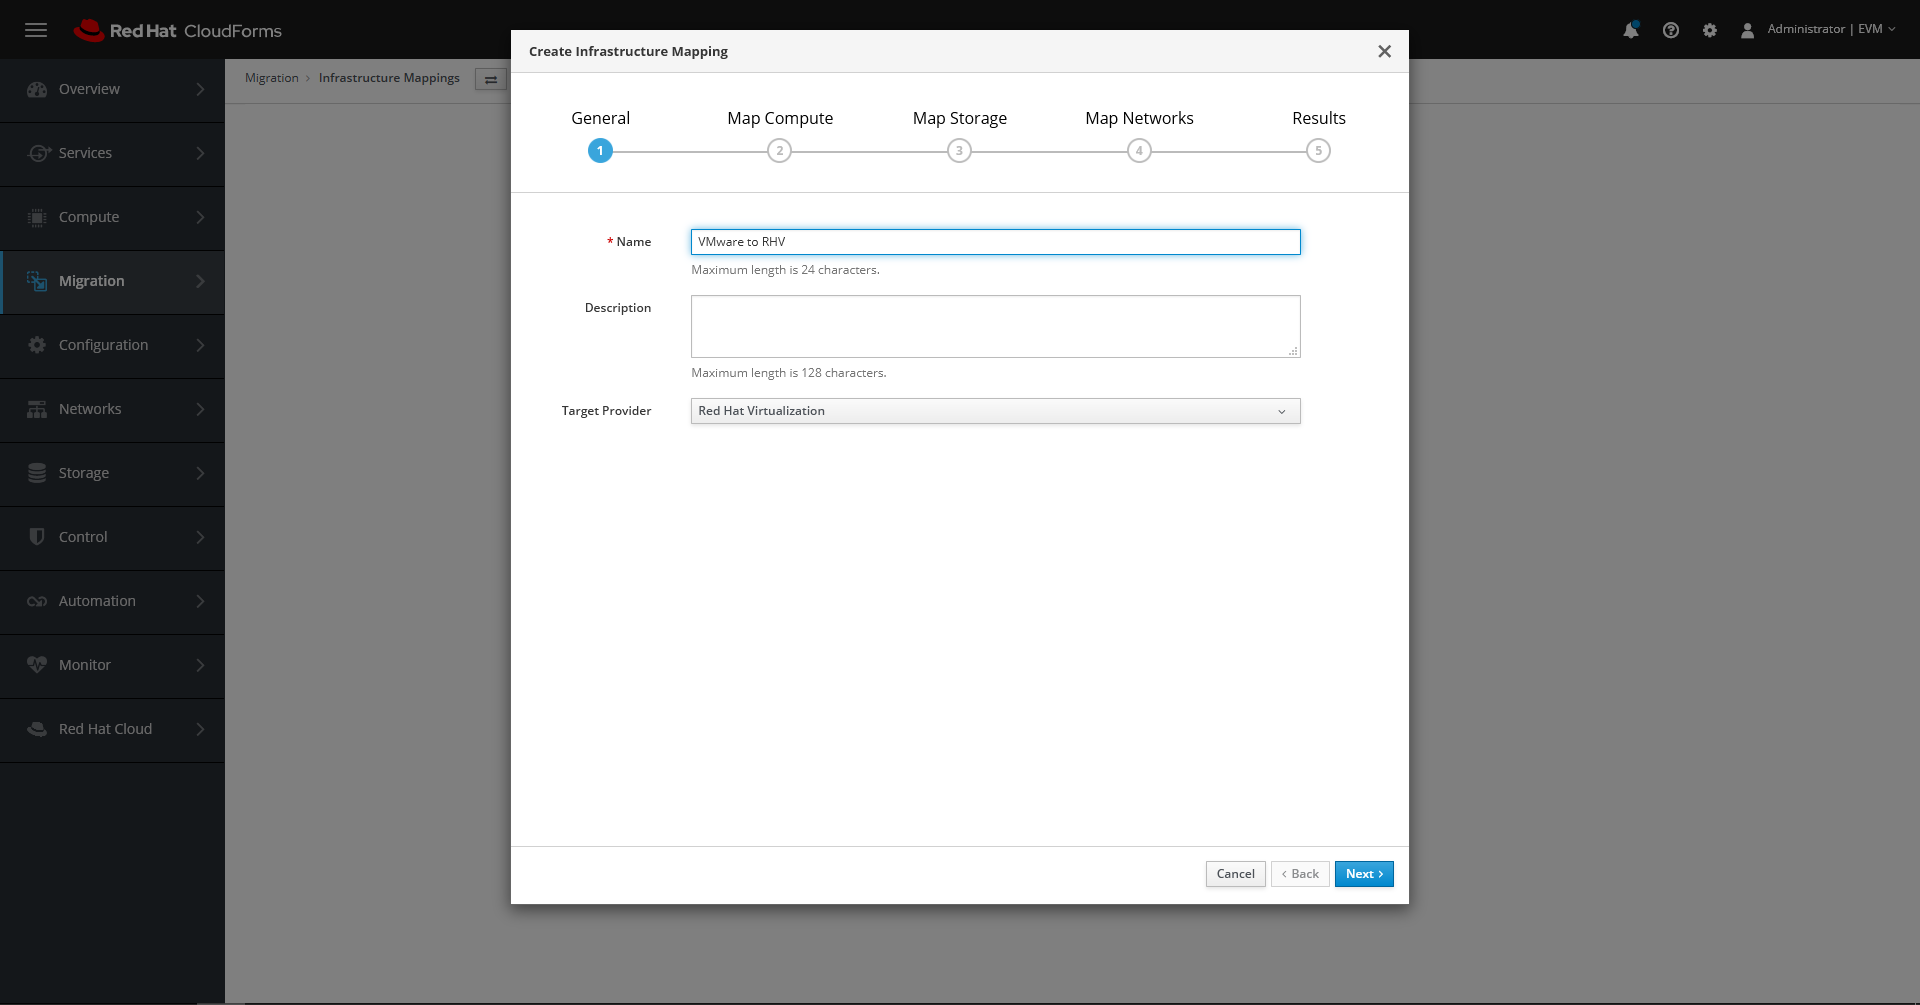 Red Hat CloudForms
Administrator | EVM
Overview
Services
Compute
Migration
Configuration
Networks
Storage
Control
Automation
Monitor
Red Hat Cloud
Migration > Infrastructure Mappings
Create Infrastructure Mapping
General Map Compute Map Storage Map Networks Results
1 2 3 4 5
* Name VMware to RHV
Maximum length is 24 characters.
Description
Maximum length is 128 characters.
Target Provider Red Hat Virtualization
Cancel < Back Next >